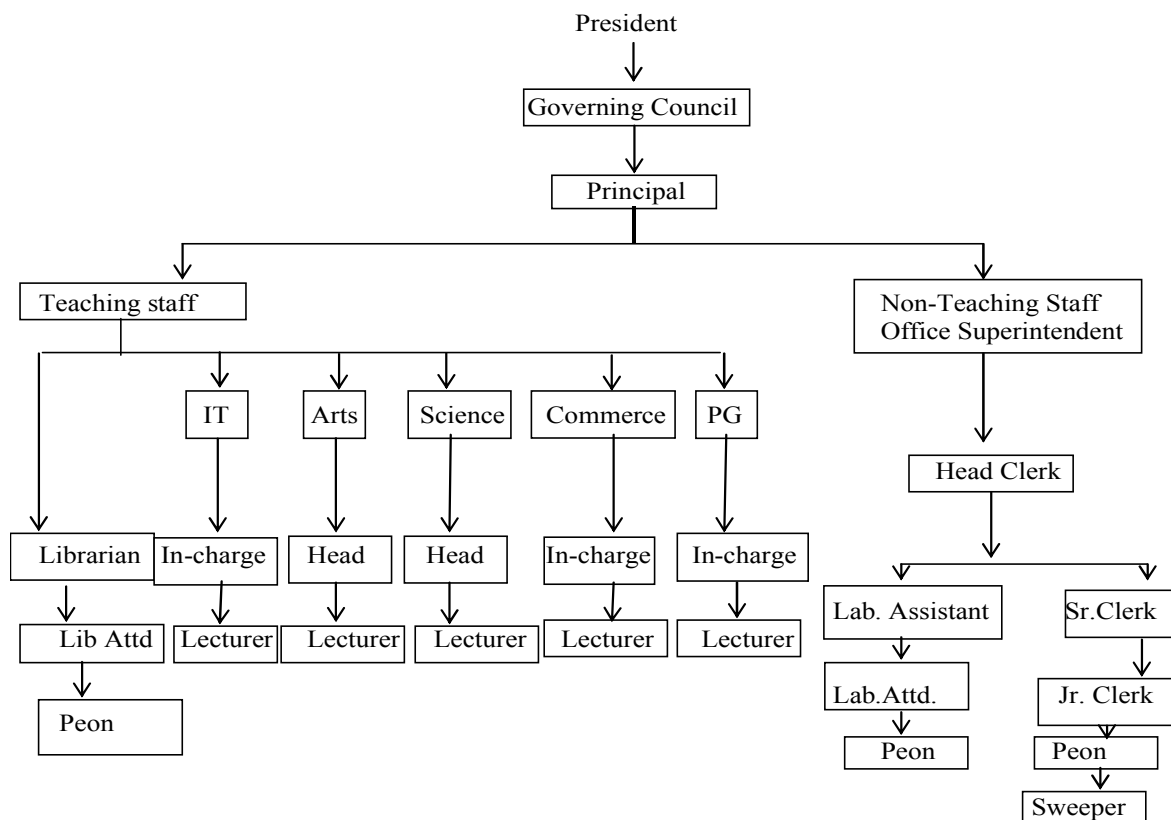 President
Governing Council
Principal
Teaching staff
Non-Teaching Staff
Office Superintendent
IT
Arts
Science
Commerce
PG
Head Clerk
Librarian
In-charge
Head
Head
In-charge
In-charge
Lab. Assistant
Sr.Clerk
Lib Attd
Lecturer
Lecturer
Lecturer
Lecturer
Lecturer
Lab.Attd.
Jr. Clerk
Peon
Peon
Peon
Sweeper